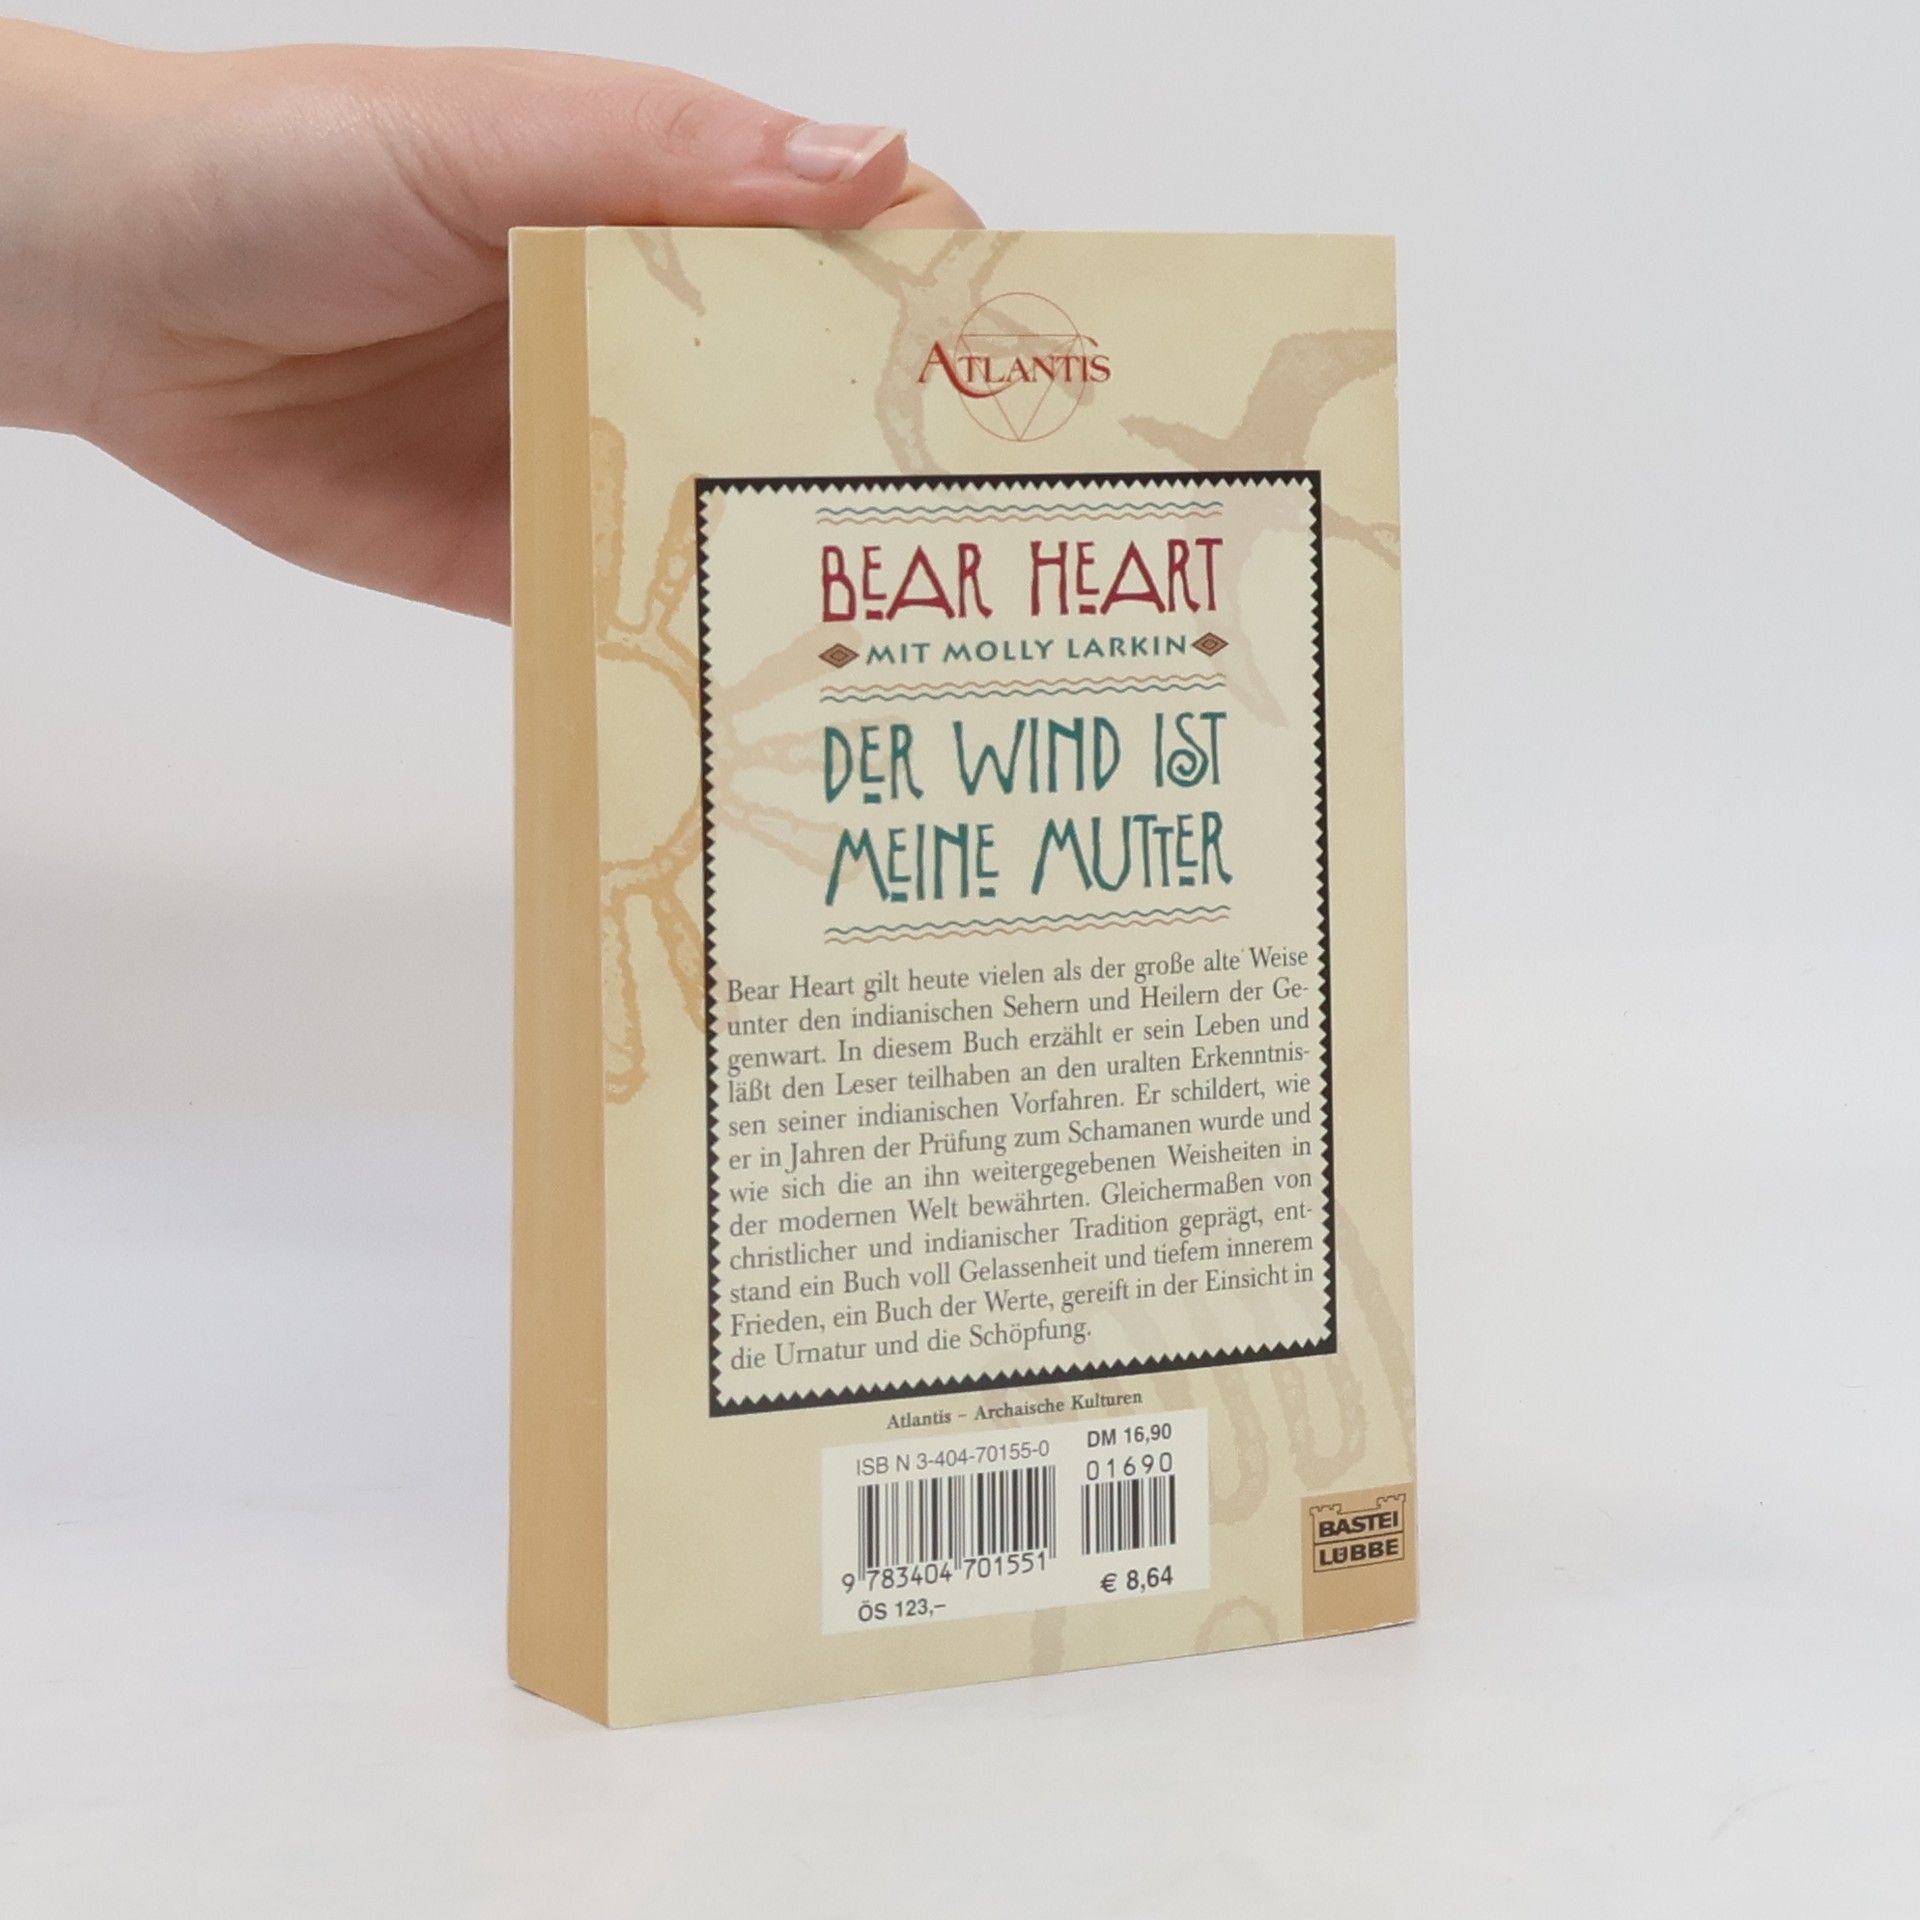 ATLANTIS
BEAR HEART
MIT MOLLY LARKIN
DER WIND IST
MEINE MUTTER
Bear Heart gilt heute vielen als der große alte Weise
unter den indianischen Sehern und Heilern der Ge-
genwart. In diesem Buch erzählt er sein Leben und
läßt den Leser teilhaben an den uralten Erkenntnis-
sen seiner indianischen Vorfahren. Er schildert, wie
er in Jahren der Prüfung zum Schamanen wurde und
wie sich die an ihn weitergegebenen Weisheiten in
der modernen Welt bewährten. Gleichermaßen von
christlicher und indianischer Tradition geprägt, ent-
stand ein Buch voll Gelassenheit und tiefem innerem
Frieden, ein Buch der Werte, gereift in der Einsicht in
die Urnatur und die Schöpfung.
Atlantis – Archaische Kulturen
ISB N 3-404-70155-0
DM 16,90
01690
9 783404 701551
€ 8,64
ÖS 123,–
BASTEI
LÜBBE